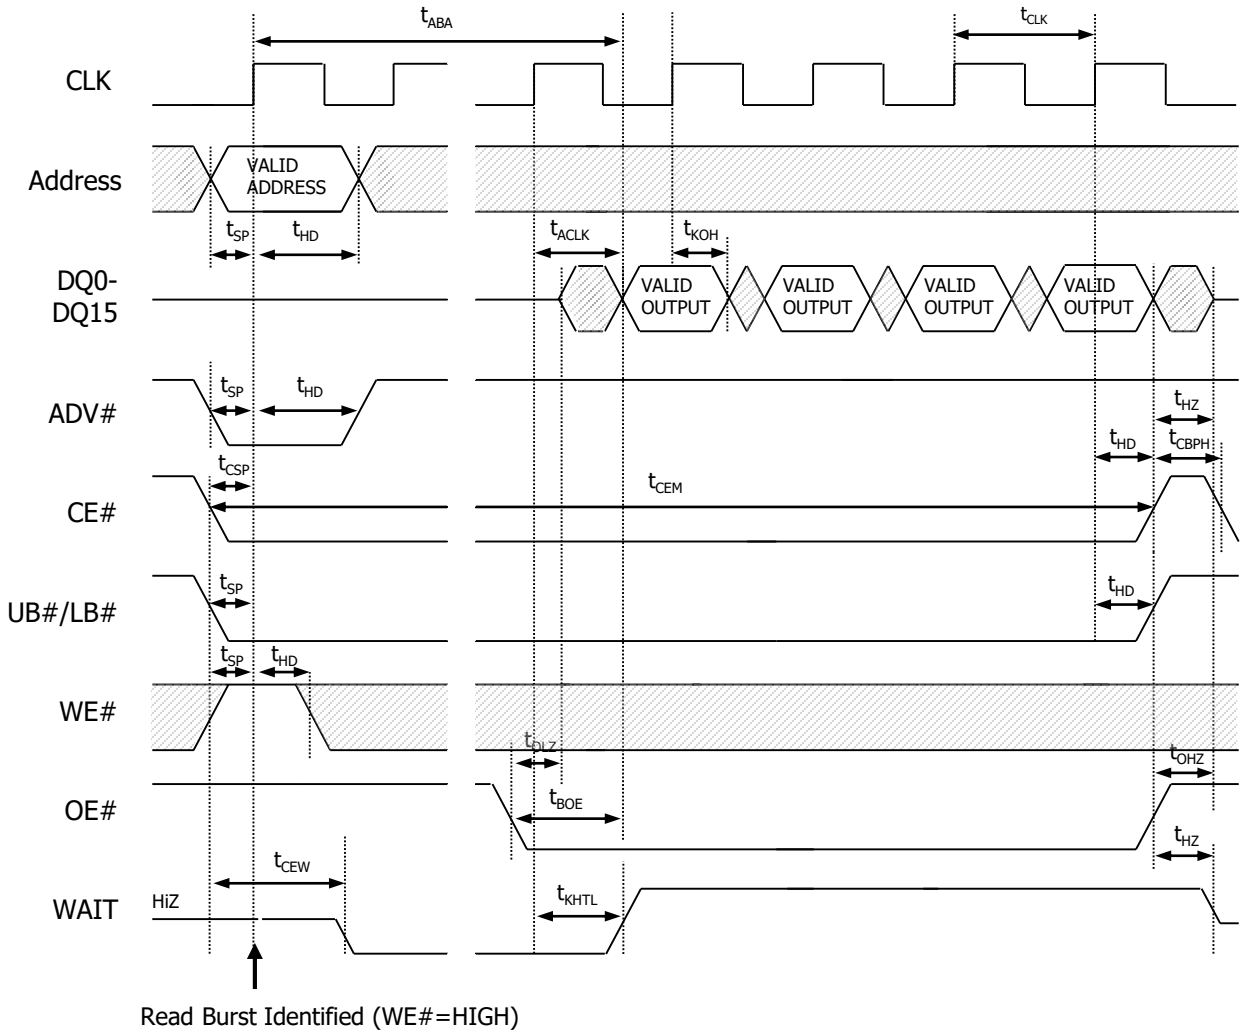 tABA
tCLK
CLK
Address
VALID
ADDRESS
tSP
tHD
tACLK
tKOH
DQ0-
DQ15
VALID
OUTPUT
VALID
OUTPUT
VALID
OUTPUT
VALID
OUTPUT
ADV#
tSP
tHD
tHZ
tHD
tCBPH
CE#
tCSP
tCEM
UB#/LB#
tSP
tHD
WE#
tSP
tHD
tOLZ
tOHZ
OE#
tBOE
tHZ
tCEW
WAIT
HiZ
tKHTL
Read Burst Identified (WE#=HIGH)